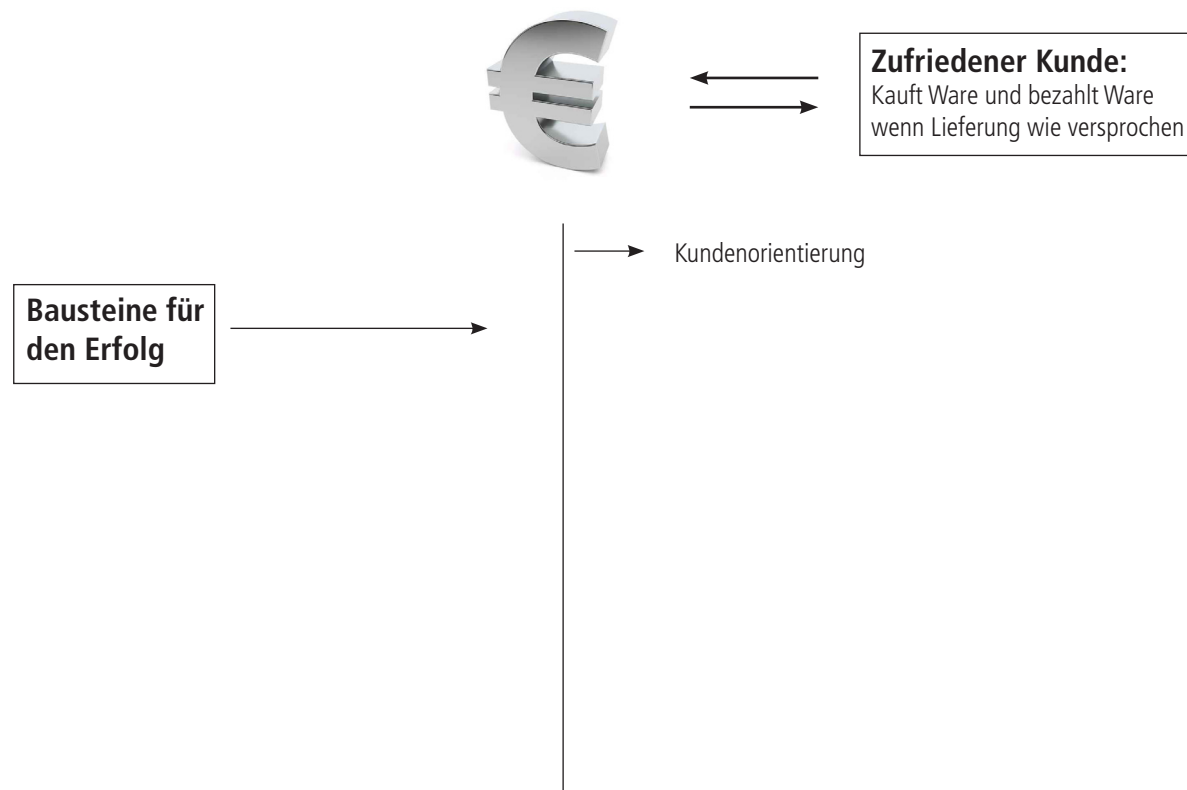 €
Zufriedener Kunde:
Kauft Ware und bezahlt Ware
wenn Lieferung wie versprochen
Kundenorientierung
Bausteine für
den Erfolg